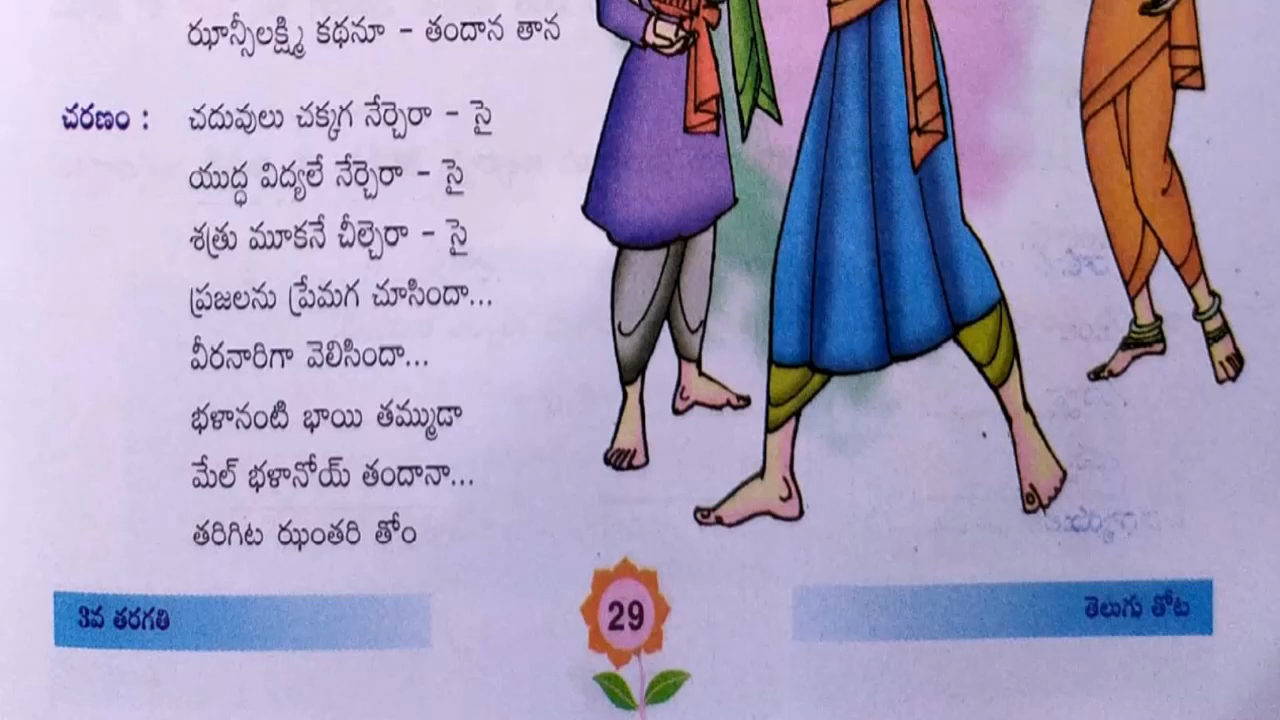 ఝాన్సీలక్ష్మి కథనూ - తందాన తాన
చరణం : చదువులు చక్కగ నేర్చెరా - సై
యుద్ధ విద్యలే నేర్చెరా - సై
శత్రు మూకనే చీల్చెరా - సై
ప్రజలను ప్రేమగ చూసిందా...
వీరనారిగా వెలిసిందా...
భళానంటి భాయి తమ్ముడా
మేల్ భళానోయ్ తందానా...
తరిగిట ఝంతరి తోం
3వ తరగతి
29
తెలుగు తోట